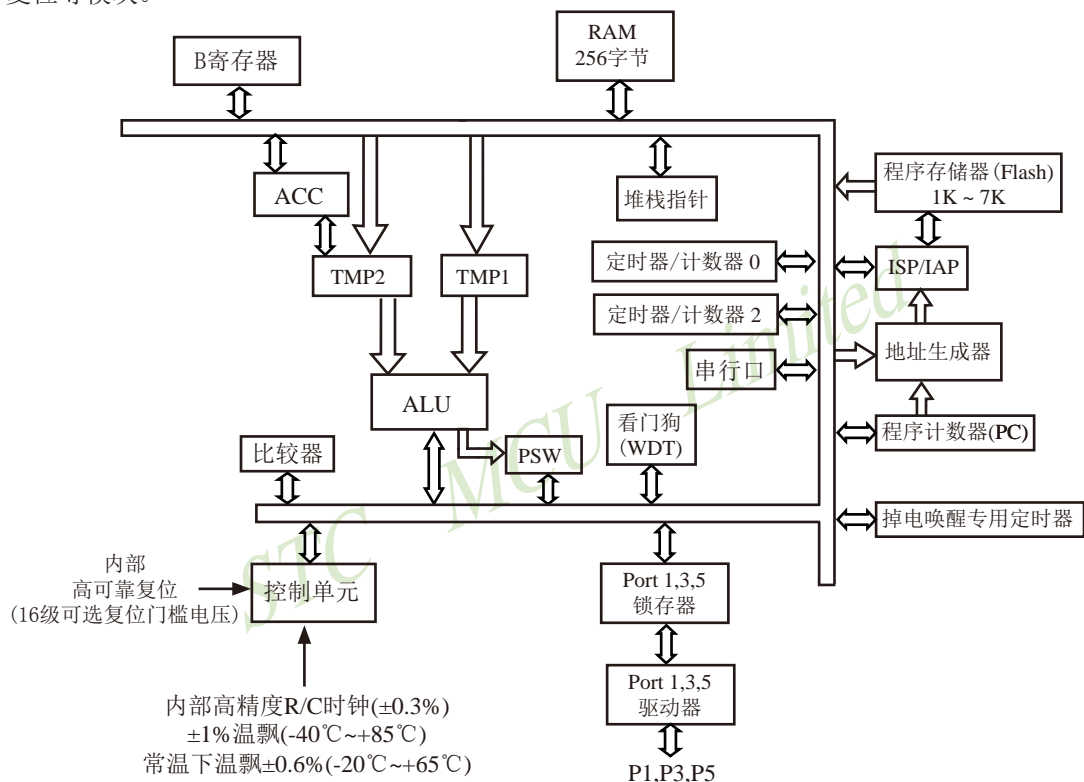 复位等模块。
B寄存器
RAM
256字节
ACC
堆栈指针
程序存储器(Flash)
1K ~ 7K
TMP2
TMP1
定时器/计数器 0
ISP/IAP
定时器/计数器 2
地址生成器
串行口
ALU
看门狗
(WDT)
程序计数器(PC)
比较器
PSW
掉电唤醒专用定时器
STC MCU Limited
内部
高可靠复位
(16级可选复位门槛电压)
控制单元
Port 1,3,5
锁存器
Port 1,3,5
驱动器
内部高精度R/C时钟(±0.3%)
±1%温飘(-40℃~+85℃)
常温下温飘±0.6%(-20℃~+65℃)
P1,P3,P5